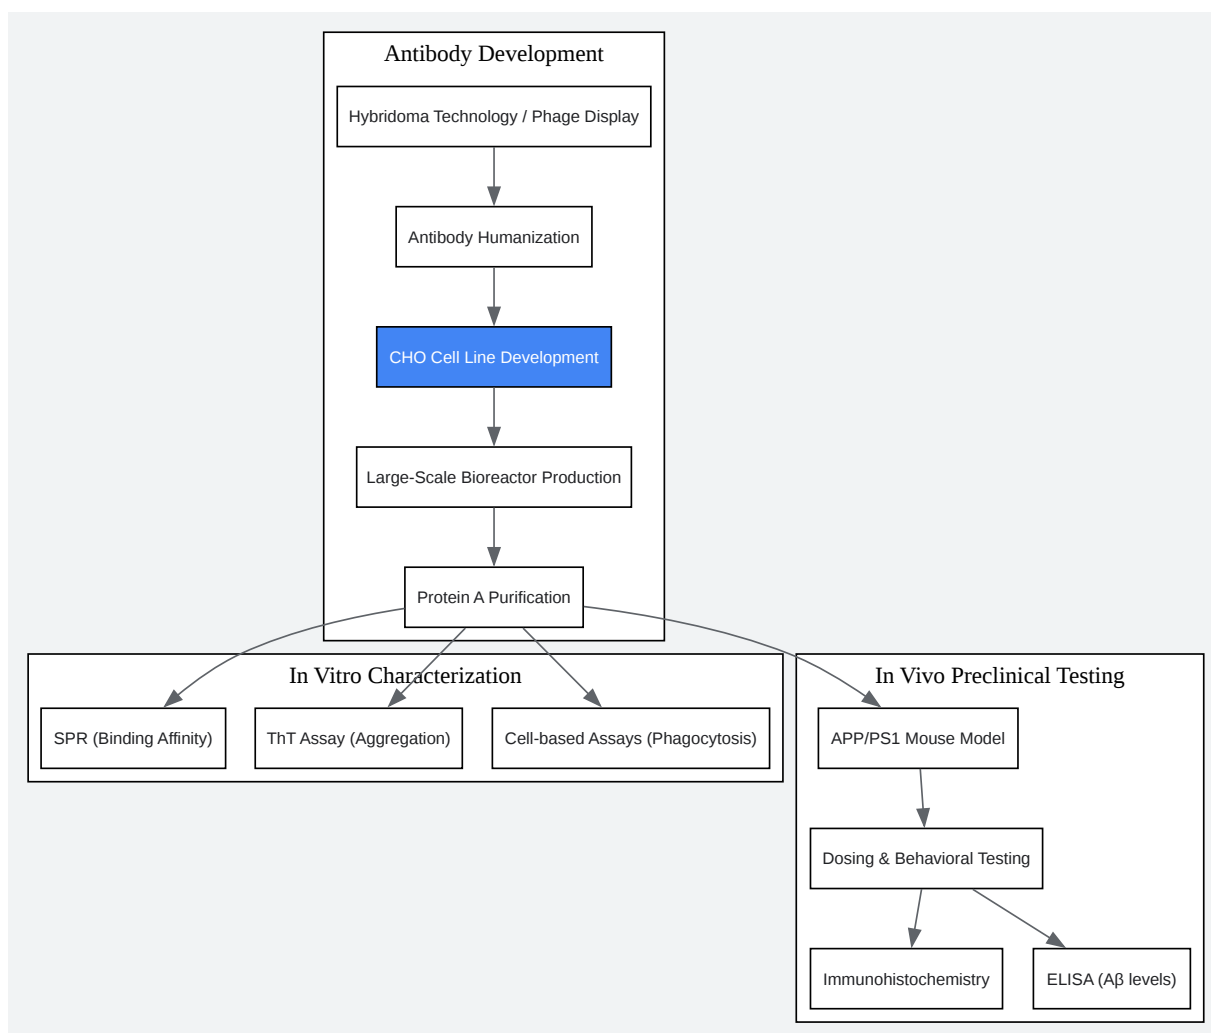 Antibody Development
Hybridoma Technology / Phage Display
Antibody Humanization
CHO Cell Line Development
Large-Scale Bioreactor Production
Protein A Purification
In Vitro Characterization
SPR (Binding Affinity)
ThT Assay (Aggregation)
Cell-based Assays (Phagocytosis)
In Vivo Preclinical Testing
APP/PS1 Mouse Model
Dosing & Behavioral Testing
Immunohistochemistry
ELISA (Aβ levels)